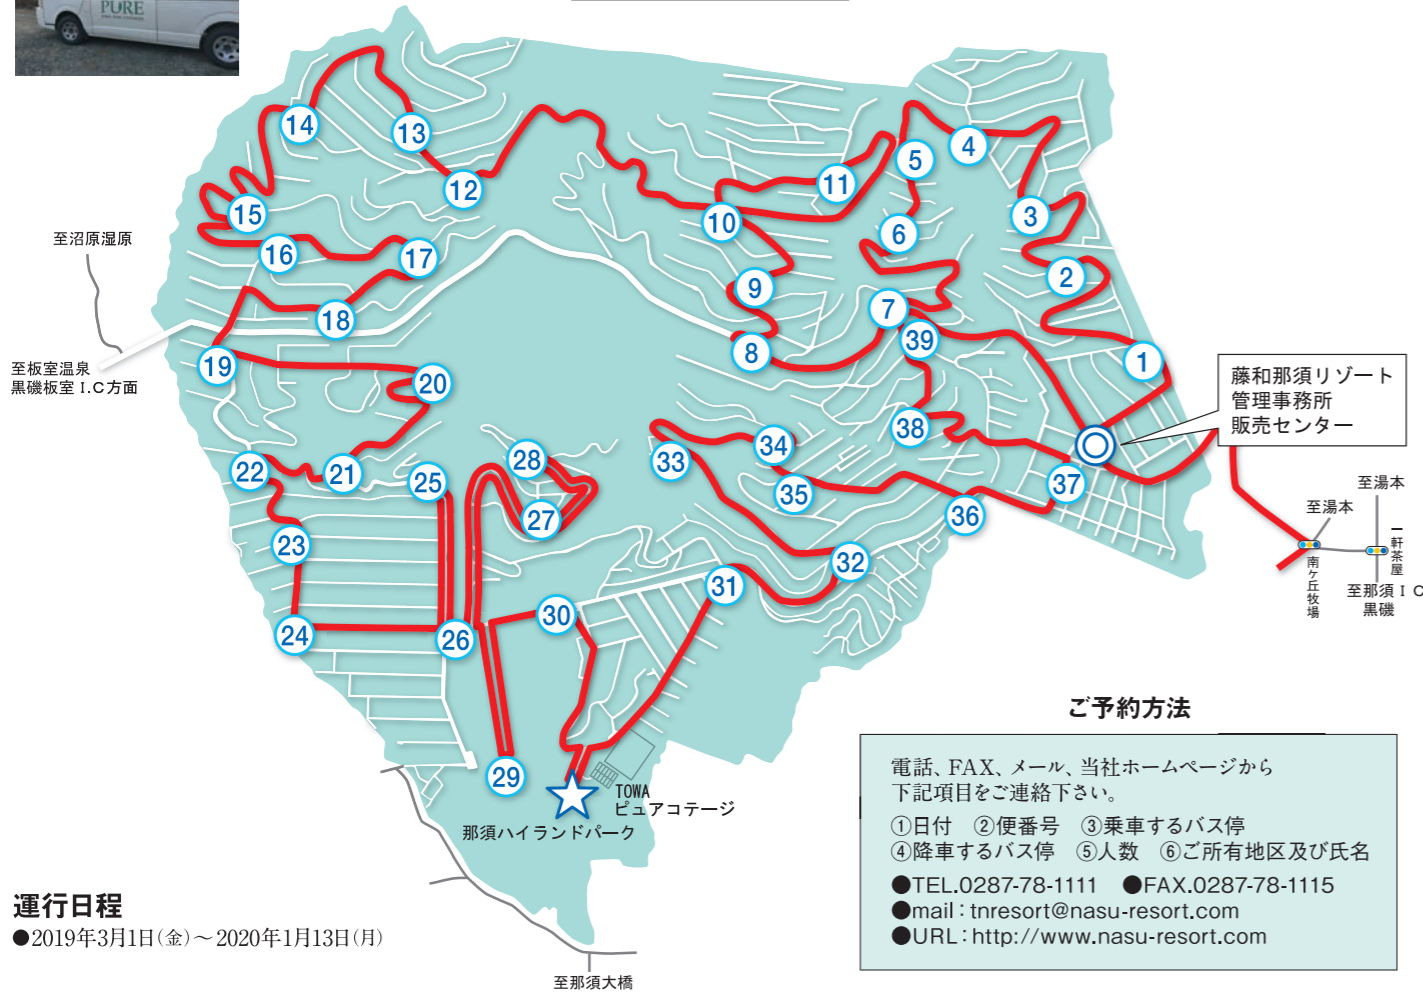 PURE
14
13
12
15
16
17
18
19
20
22
21
25
23
24
26
28
27
29
30
31
32
33
34
35
36
37
38
39
11
10
9
8
7
6
5
4
3
2
1
至沼原湿原
至板室温泉
黒磯板室 I.C方面
藤和那須リゾート
管理事務所
販売センター
至湯本
至湯本
一軒茶屋
南ヶ丘牧場
至那須 I C
黒磯
TOWA
ピュアコテージ
那須ハイランドパーク
至那須大橋
運行日程
●2019年3月1日(金)～2020年1月13日(月)
ご予約方法
電話、FAX、メール、当社ホームページから
下記項目をご連絡下さい。
①日付 ②便番号 ③乗車するバス停
④降車するバス停 ⑤人数 ⑥ご所有地区及び氏名
●TEL.0287-78-1111 ●FAX.0287-78-1115
●mail：tnresort@nasu-resort.com
●URL：http://www.nasu-resort.com